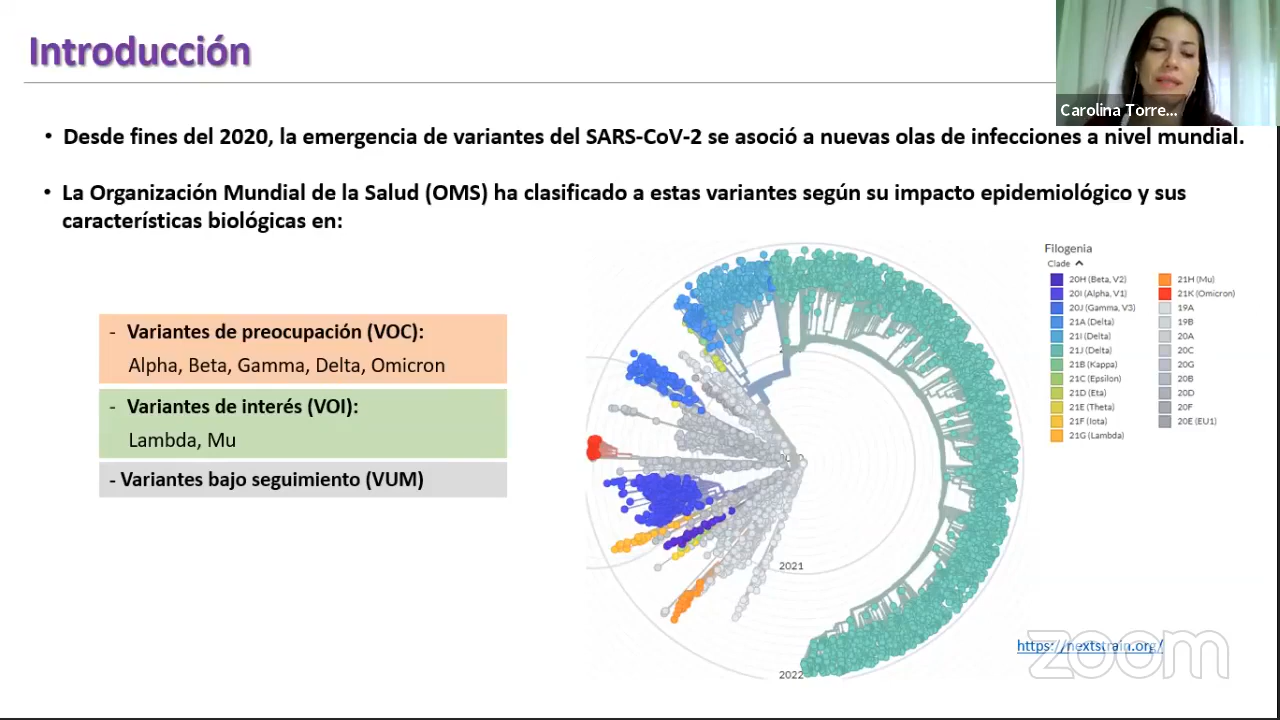 Introducción
Carolina Torre...
• Desde fines del 2020, la emergencia de variantes del SARS-CoV-2 se asoció a nuevas olas de infecciones a nivel mundial.
• La Organización Mundial de la Salud (OMS) ha clasificado a estas variantes según su impacto epidemiológico y sus
características biológicas en:
- Variantes de preocupación (VOC):
Alpha, Beta, Gamma, Delta, Omicron
- Variantes de interés (VOI):
Lambda, Mu
- Variantes bajo seguimiento (VUM)
2021
2022
Filogenia
Clade
20H (Beta, V2)
20I (Alpha, V1)
20J (Gamma, V3)
21A (Delta)
21I (Delta)
21J (Delta)
21B (Kappa)
21C (Epsilon)
21D (Eta)
21E (Theta)
21F (Iota)
21G (Lambda)
21H (Mu)
21K (Omicron)
19A
19B
20A
20C
20G
20B
20D
20F
20E (EU1)
https://nextstrain.org/
zoom